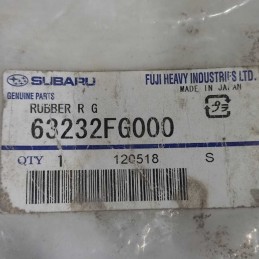 SUBARU
FUJI HEAVY INDUSTRIES LTD.
GENUINE PARTS
MADE IN JAPAN
RUBBER R G
63232FG000
QTY 1 120518 S